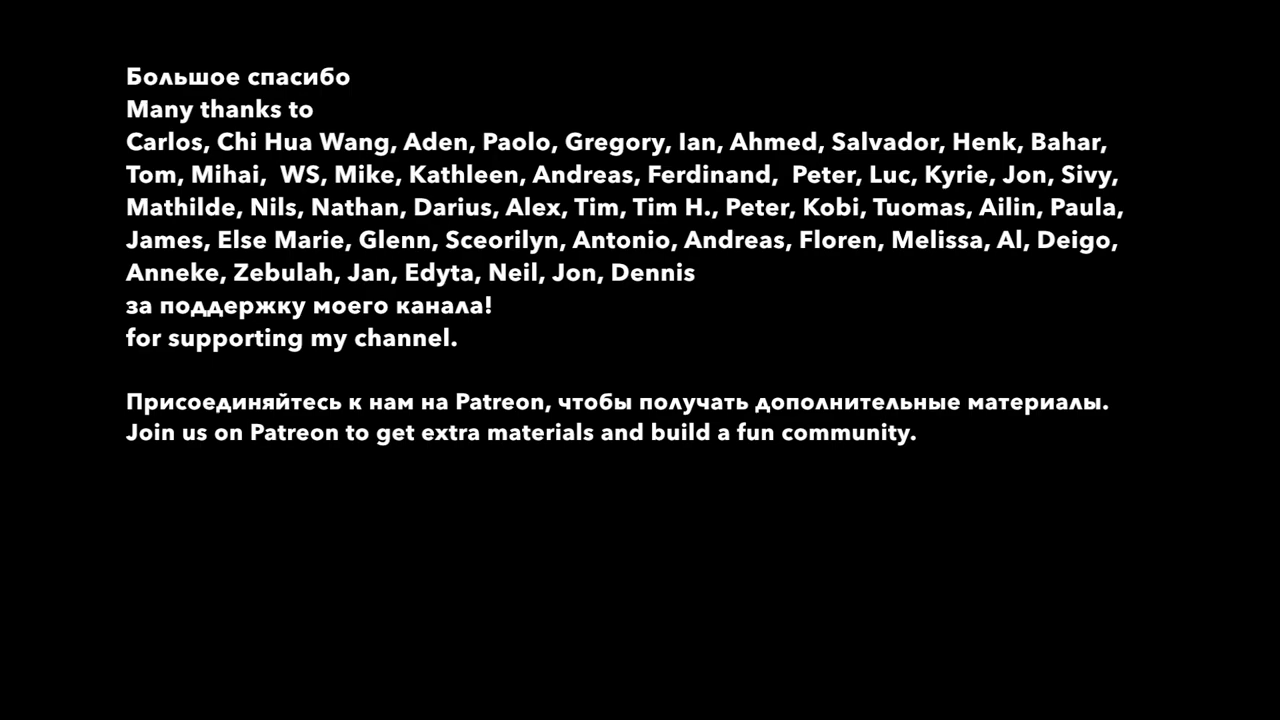 Большое спасибо
Many thanks to
Carlos, Chi Hua Wang, Aden, Paolo, Gregory, Ian, Ahmed, Salvador, Henk, Bahar,
Tom, Mihai,  WS, Mike, Kathleen, Andreas, Ferdinand,  Peter, Luc, Kyrie, Jon, Sivy,
Mathilde, Nils, Nathan, Darius, Alex, Tim, Tim H., Peter, Kobi, Tuomas, Ailin, Paula,
James, Else Marie, Glenn, Sceorilyn, Antonio, Andreas, Floren, Melissa, Al, Deigo,
Anneke, Zebulah, Jan, Edyta, Neil, Jon, Dennis
за поддержку моего канала!
for supporting my channel.
Присоединяйтесь к нам на Patreon, чтобы получать дополнительные материалы.
Join us on Patreon to get extra materials and build a fun community.